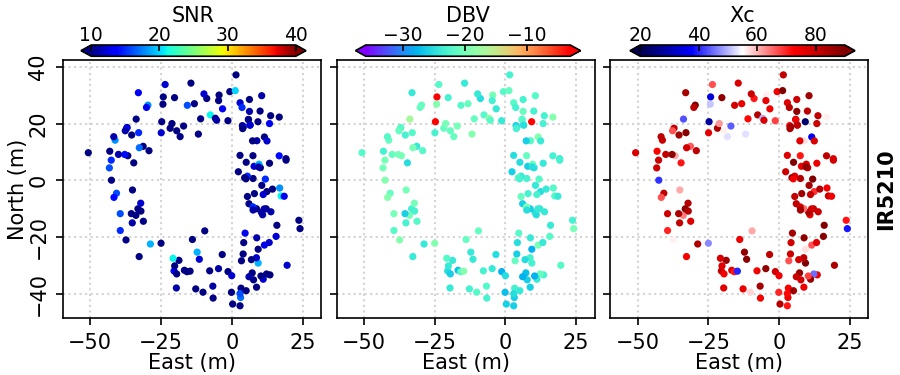 SNR DBV Xc
10 20 30 40 −30 −20 −10 20 40 60 80
40
20
0
−20
−40
North (m)
IR5210
−50 −25 0 25 −50 −25 0 25 −50 −25 0 25
East (m) East (m) East (m)